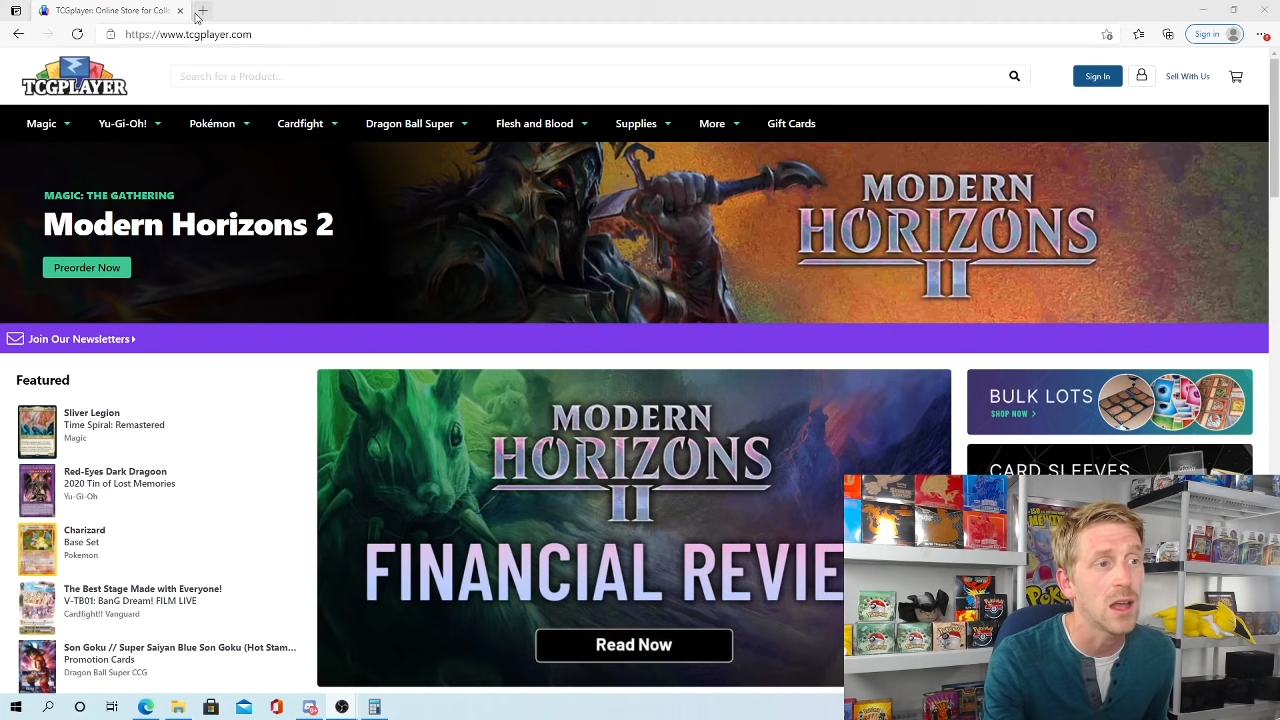 TCGplayer: Online Store for Coll
https://www.tcgplayer.com
Sign in
TCGPLAYER
Search for a Product...
Sign In
Sell With Us
Magic
Yu-Gi-Oh!
Pokémon
Cardfight
Dragon Ball Super
Flesh and Blood
Supplies
More
Gift Cards
MAGIC: THE GATHERING
Modern Horizons 2
Preorder Now
MODERN
HORIZONS
II
Join Our Newsletters
Featured
Sliver Legion
Time Spiral: Remastered
Magic
Red-Eyes Dark Dragoon
2020 Tin of Lost Memories
Yu-Gi-Oh
Charizard
Base Set
Pokemon
The Best Stage Made with Everyone!
V-TB01: BanG Dream! FILM LIVE
Cardfight!! Vanguard
Son Goku // Super Saiyan Blue Son Goku (Hot Stam...
Promotion Cards
Dragon Ball Super CCG
MODERN
HORIZONS
II
FINANCIAL REVIE
Read Now
BULK LOTS
SHOP NOW >
CARD SLEEVES